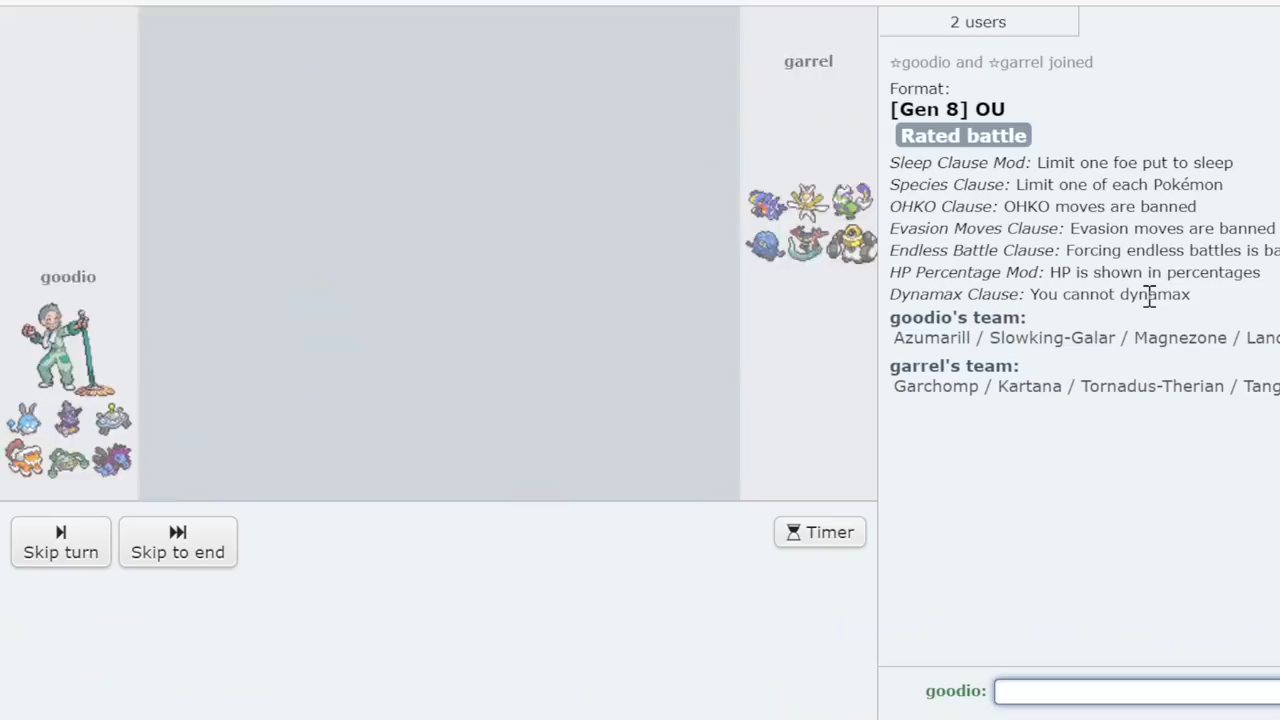 2 users
garrel
☆goodio and ☆garrel joined
Format:
[Gen 8] OU
Rated battle
Sleep Clause Mod: Limit one foe put to sleep
Species Clause: Limit one of each Pokémon
OHKO Clause: OHKO moves are banned
Evasion Moves Clause: Evasion moves are banned
Endless Battle Clause: Forcing endless battles is ba
HP Percentage Mod: HP is shown in percentages
Dynamax Clause: You cannot dynamax
goodio
goodio's team:
Azumarill / Slowking-Galar / Magnezone / Land
garrel's team:
Garchomp / Kartana / Tornadus-Therian / Tang
Skip turn
Skip to end
Timer
goodio: